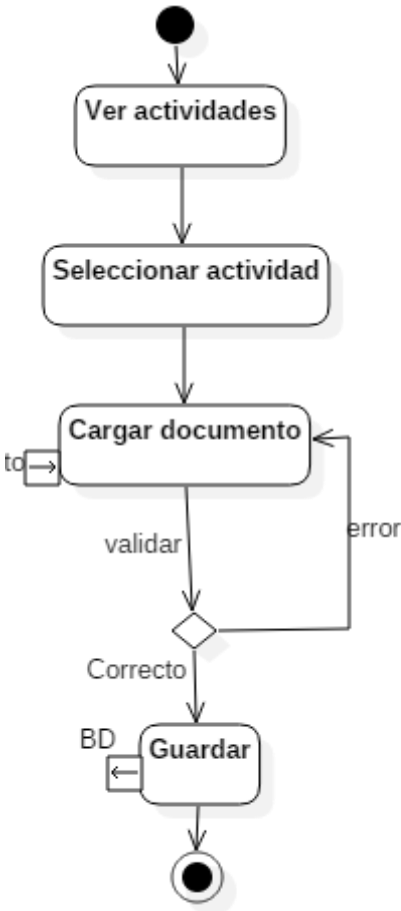 Ver actividades
Seleccionar actividad
Cargar documento
to
error
validar
Correcto
BD
Guardar